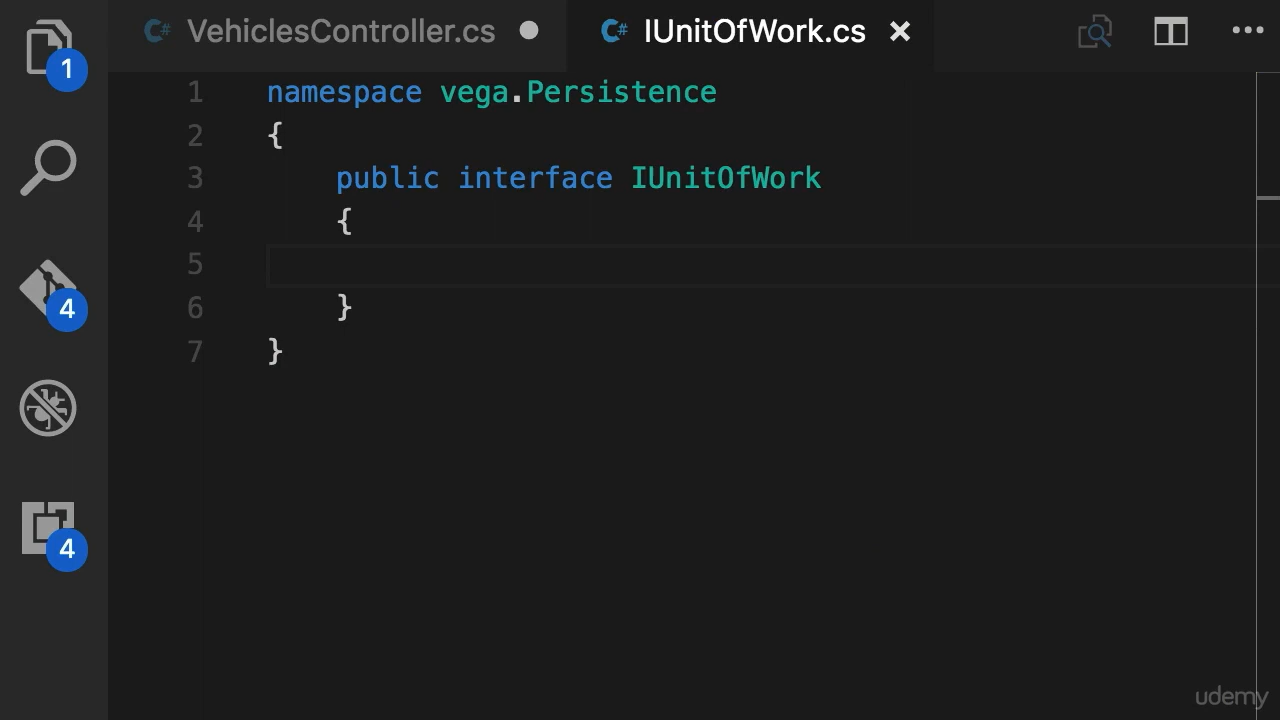 VehiclesController.cs
IUnitOfWork.cs
1
4
4
1 namespace vega.Persistence
2 {
3 public interface IUnitOfWork
4 {
5
6 }
7 }
udemy